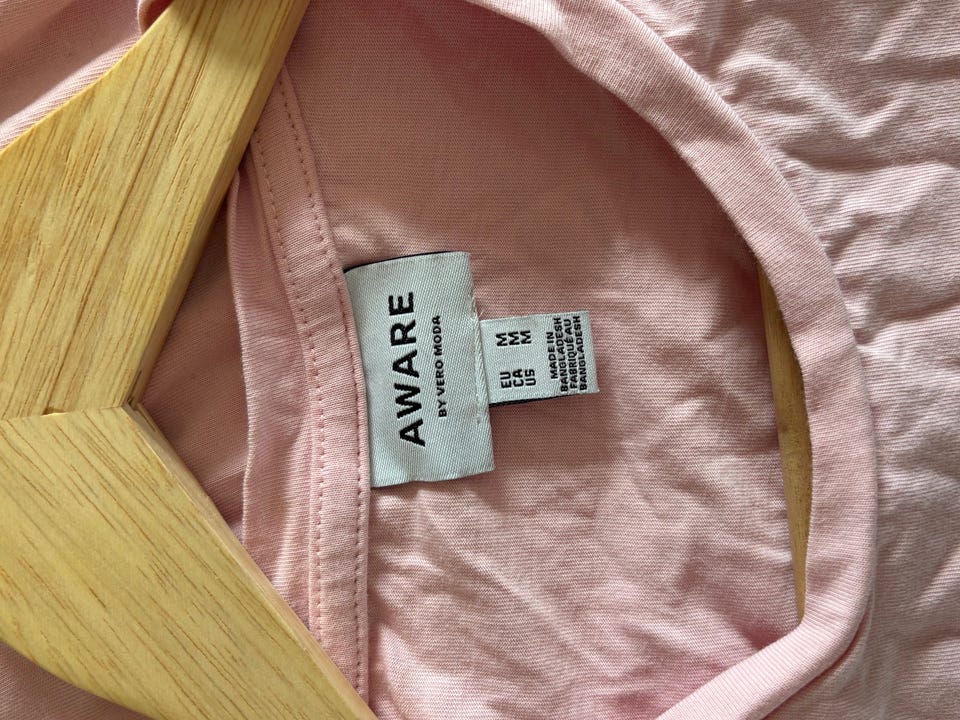 AWARE
BY VERO MODA
EU M
CA M
US M
MADE IN
BANGLADESH
FABRIQUÉ AU
BANGLADESH